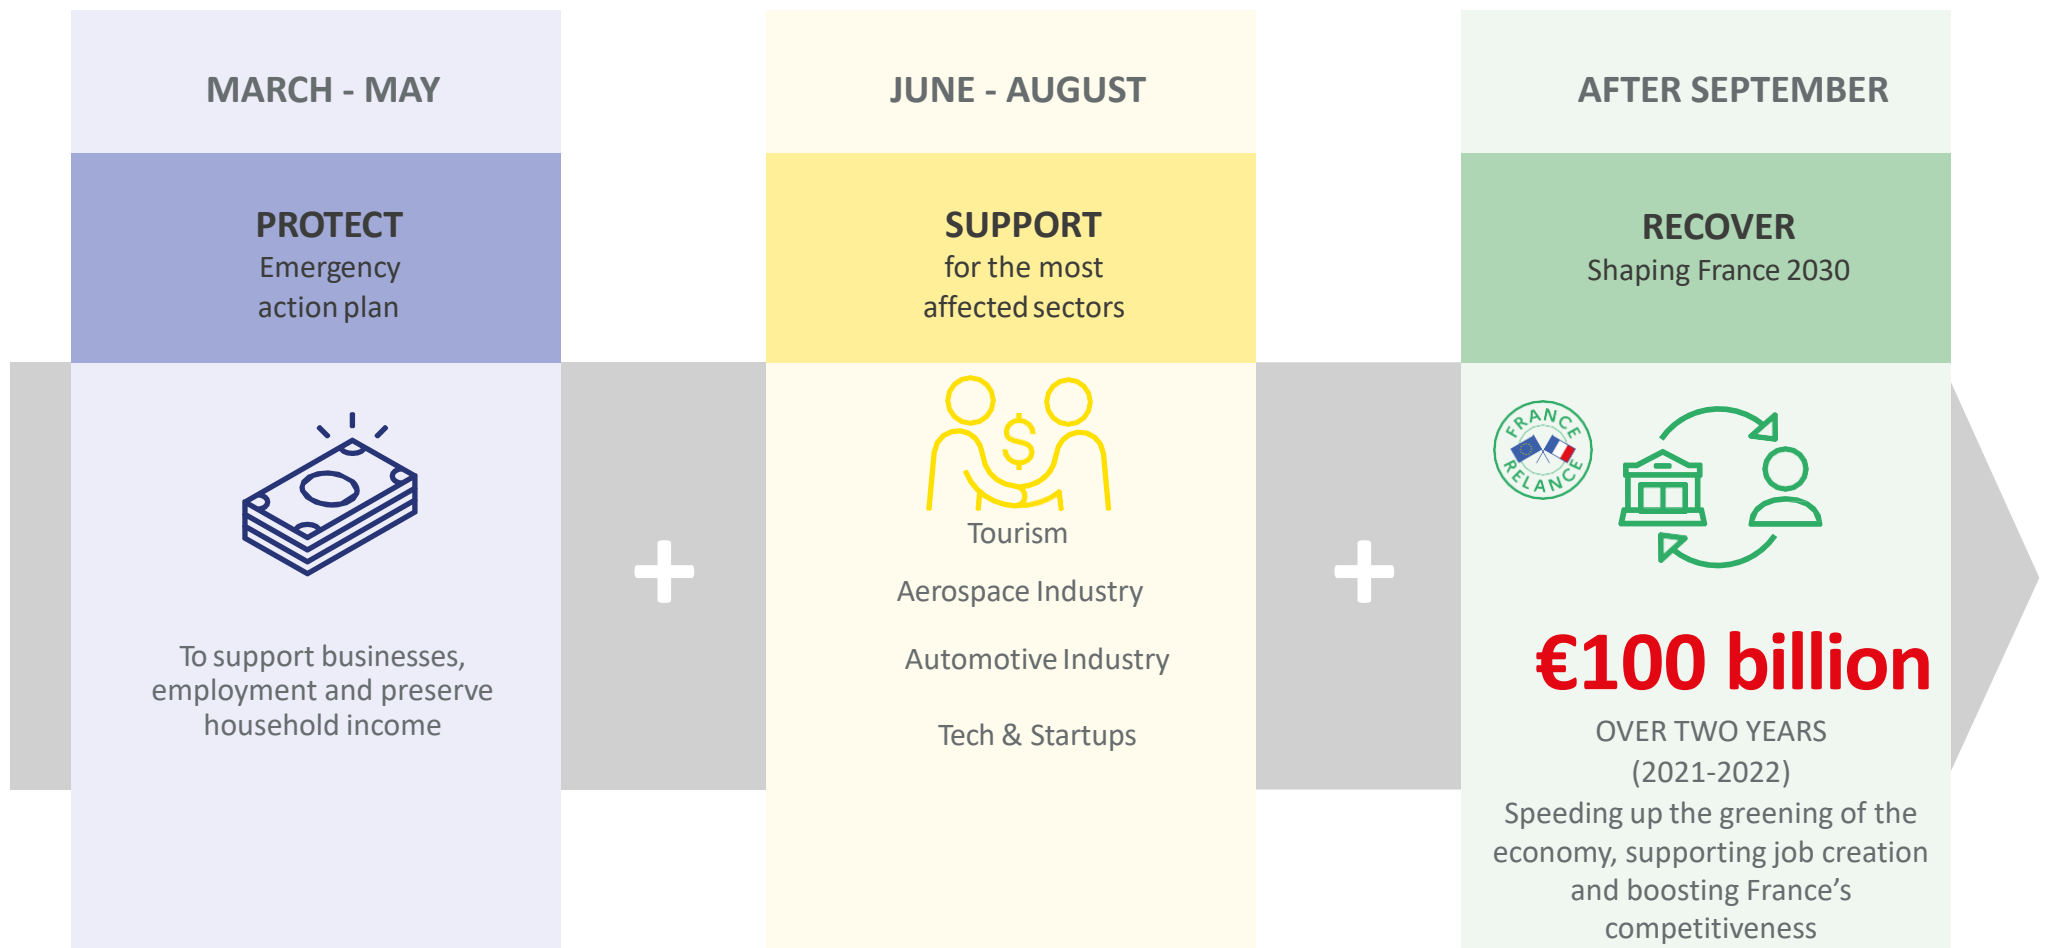 MARCH - MAY
PROTECT
Emergency
action plan
To support businesses,
employment and preserve
household income
+
JUNE - AUGUST
SUPPORT
for the most
affected sectors
$
Tourism
Aerospace Industry
Automotive Industry
Tech & Startups
+
AFTER SEPTEMBER
RECOVER
Shaping France 2030
FRANCE
RELANCE
€100 billion
OVER TWO YEARS
(2021-2022)
Speeding up the greening of the
economy, supporting job creation
and boosting France’s
competitiveness